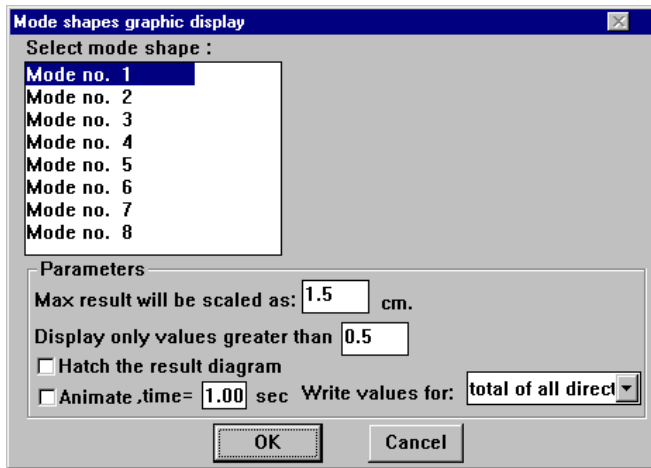 Mode shapes graphic display
Select mode shape :
Mode no. 1
Mode no. 2
Mode no. 3
Mode no. 4
Mode no. 5
Mode no. 6
Mode no. 7
Mode no. 8
Parameters
Max result will be scaled as: 1.5 cm.
Display only values greater than 0.5
Hatch the result diagram
Animate ,time= 1.00 sec Write values for: total of all direct
OK Cancel